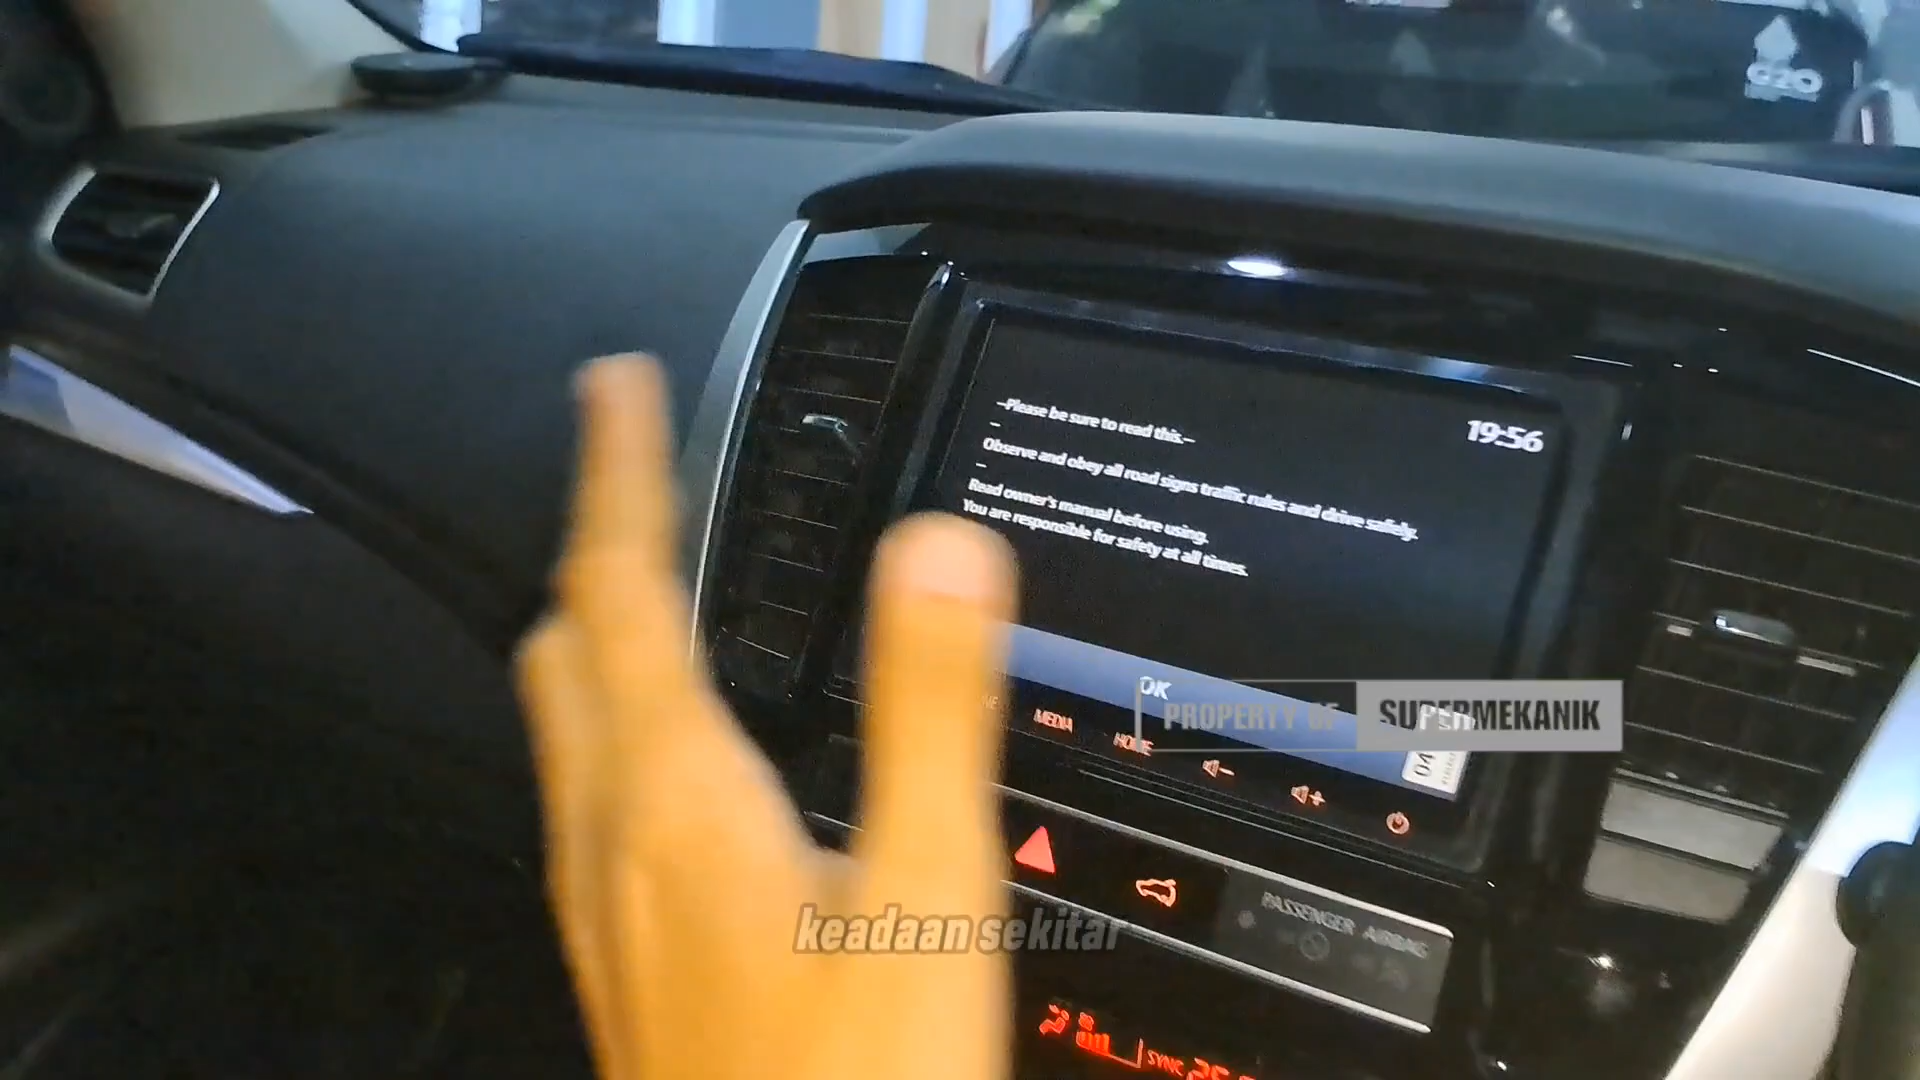 G20
--Please be sure to read this.--
--
Observe and obey all road signs traffic rules and drive safely.
--
Read owner's manual before using.
You are responsible for safety at all times.
19:56
OK
PROPERTY OF SUPERMEKANIK
MEDIA
HOME
04
PASSENGER AIRBAG
keadaan sekitar
SYNC